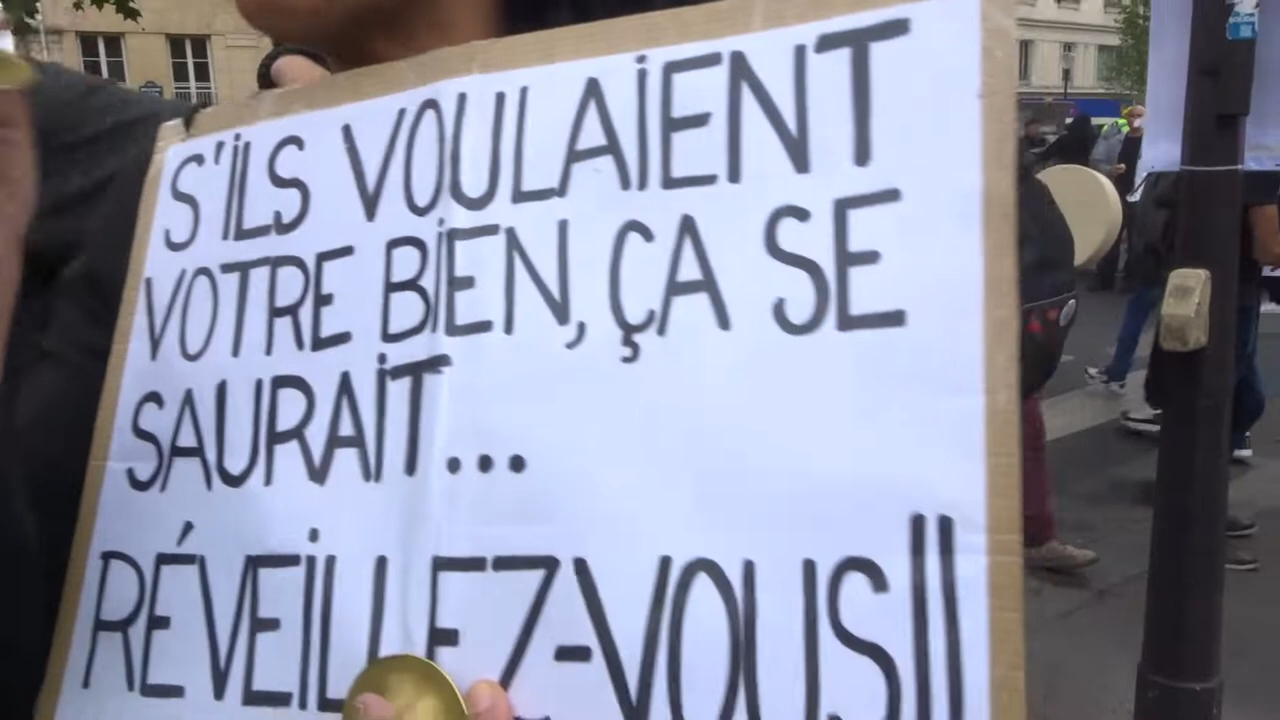 S'iLS VOULAiENT
VOTRE BiEN, ÇA SE
SAURAiT...
RÉVEiLLEZ-VOUS!!